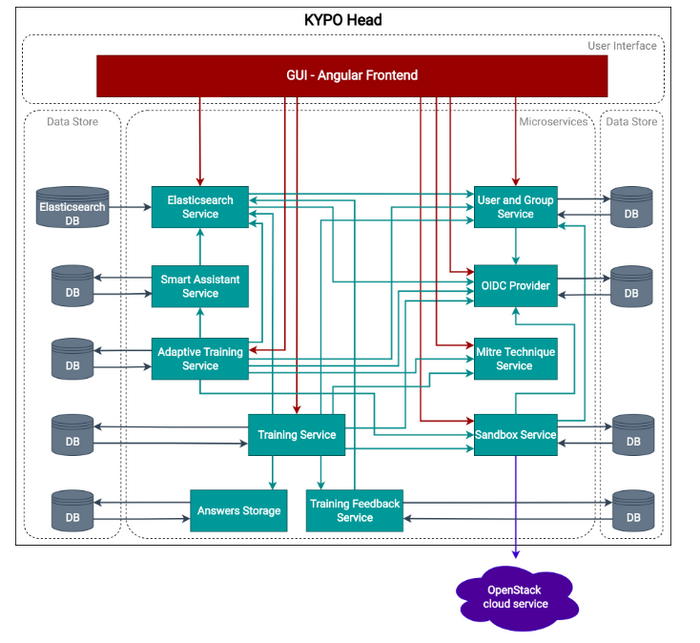 KYPO Head
User Interface
GUI - Angular Frontend
Data Store
Microservices
Data Store
Elasticsearch
DB
Elasticsearch
Service
User and Group
Service
DB
DB
Smart Assistant
Service
OIDC Provider
DB
DB
Adaptive Training
Service
Mitre Technique
Service
DB
Training Service
Sandbox Service
DB
DB
Answers Storage
Training Feedback
Service
DB
OpenStack
cloud service